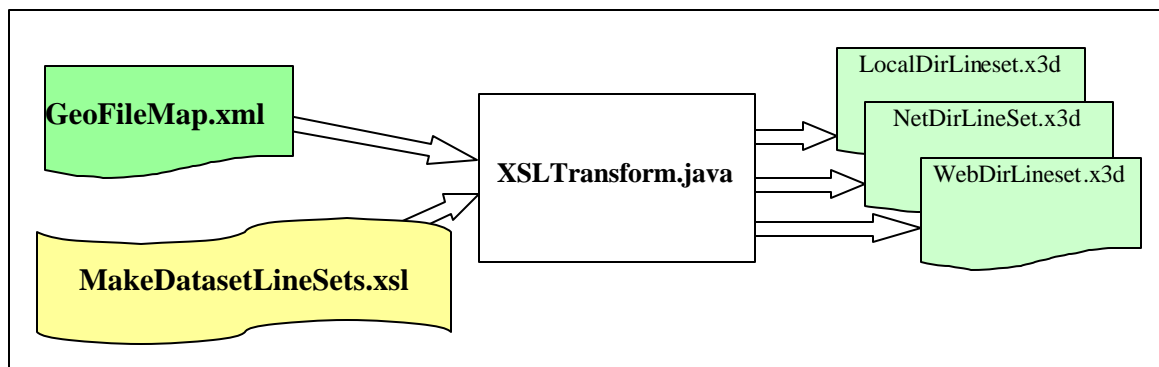 GeoFileMap.xml
MakeDatasetLineSets.xsl
XSLTransform.java
LocalDirLineset.x3d
NetDirLineSet.x3d
WebDirLineset.x3d